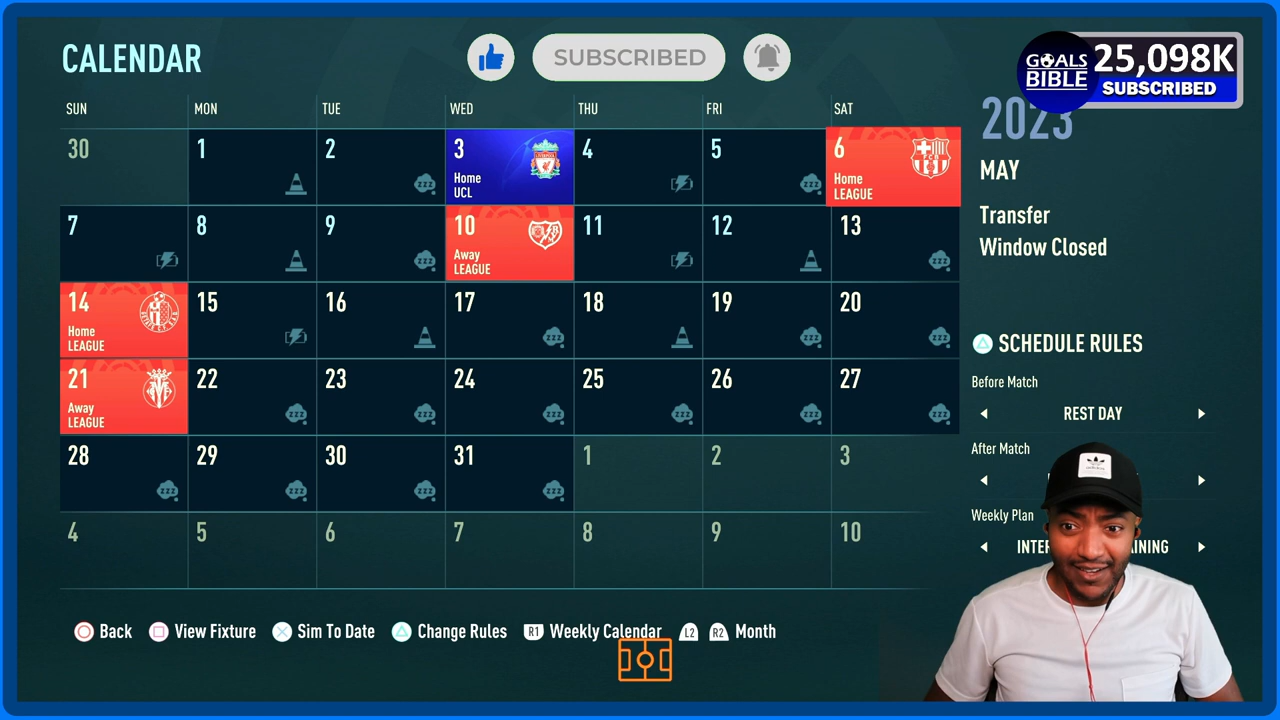 CALENDAR
SUBSCRIBED
GOALS
BIBLE
25,098K
SUBSCRIBED
SUN MON TUE WED THU FRI SAT
2023
MAY
Transfer
Window Closed
30 1 2 3 4 5 6
Home
UCL
Home
LEAGUE
7 8 9 10 11 12 13
Away
LEAGUE
14 15 16 17 18 19 20
Home
LEAGUE
21 22 23 24 25 26 27
Away
LEAGUE
28 29 30 31 1 2 3
4 5 6 7 8 9 10
SCHEDULE RULES
Before Match
REST DAY
After Match
Weekly Plan
Back View Fixture Sim To Date Change Rules R1 Weekly Calendar L2 R2 Month